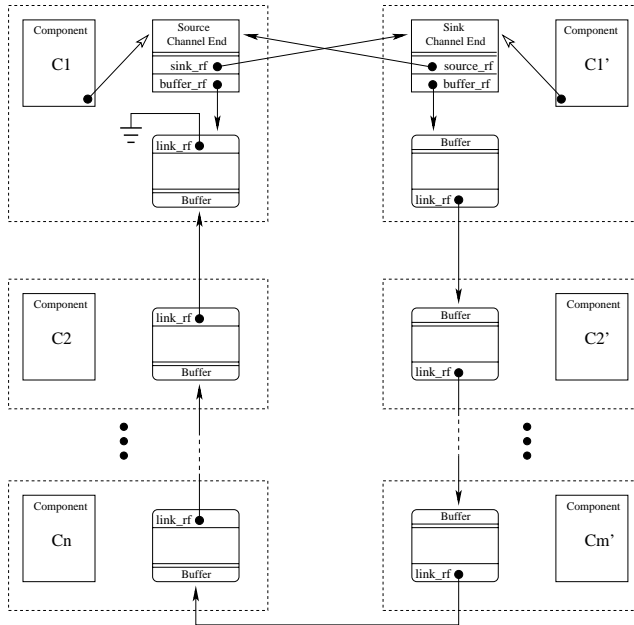 Component
C1
Source
Channel End
sink_rf
buffer_rf
link_rf
Buffer
Sink
Channel End
source_rf
buffer_rf
Component
C1’
Buffer
link_rf
Component
C2
link_rf
Buffer
Buffer
link_rf
Component
C2’
Component
Cn
link_rf
Buffer
Buffer
link_rf
Component
Cm’